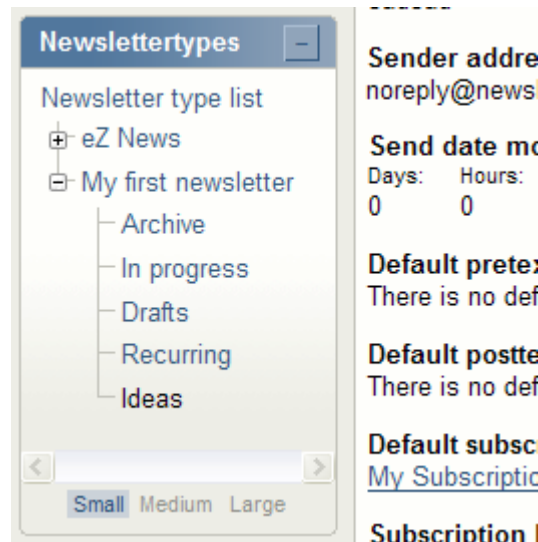 Newslettertypes
Newsletter type list
eZ News
My first newsletter
Archive
In progress
Drafts
Recurring
Ideas
Small Medium Large
Sender addre
noreply@newsl
Send date mo
Days: Hours:
0 0
Default pretex
There is no def
Default postte
There is no def
Default subscr
My Subscriptio
Subscription